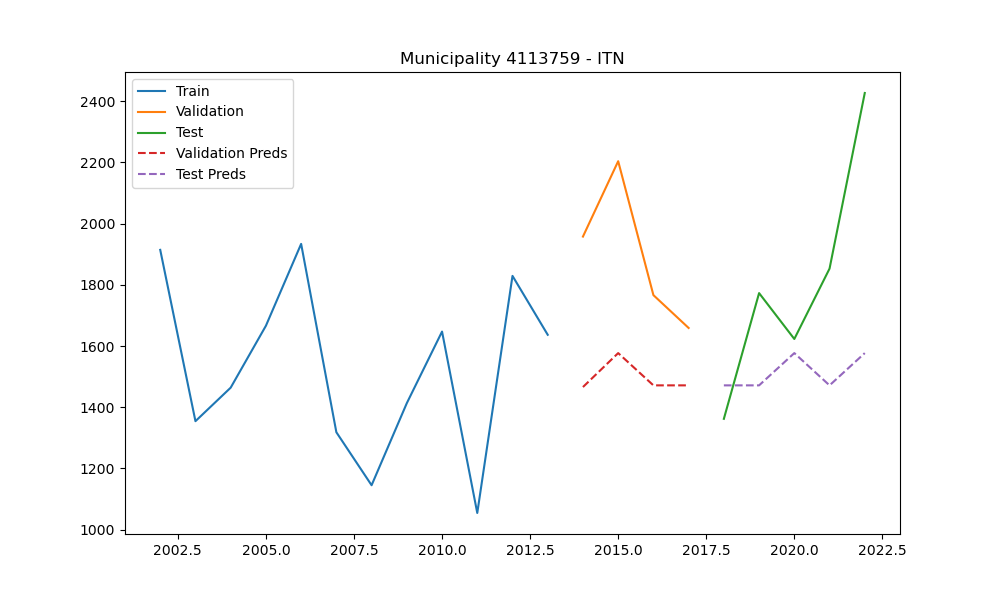 Municipality 4113759 - ITN
Train
Validation
Test
Validation Preds
Test Preds
2400
2200
2000
1800
1600
1400
1200
1000
2002.5 2005.0 2007.5 2010.0 2012.5 2015.0 2017.5 2020.0 2022.5